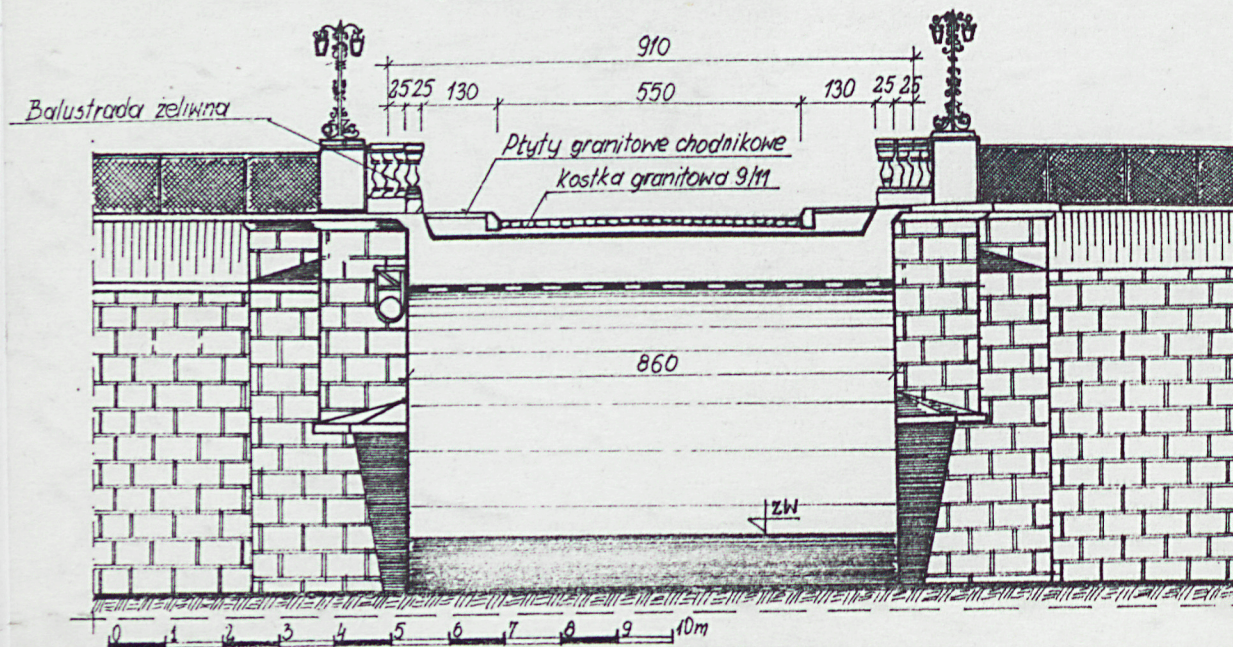 910
25 25 130 550 130 25 25
Balustrada żeliwna
Płyty granitowe chodnikowe
kostka granitowa 9/11
860
ZW
0 1 2 3 4 5 6 7 8 9 10m